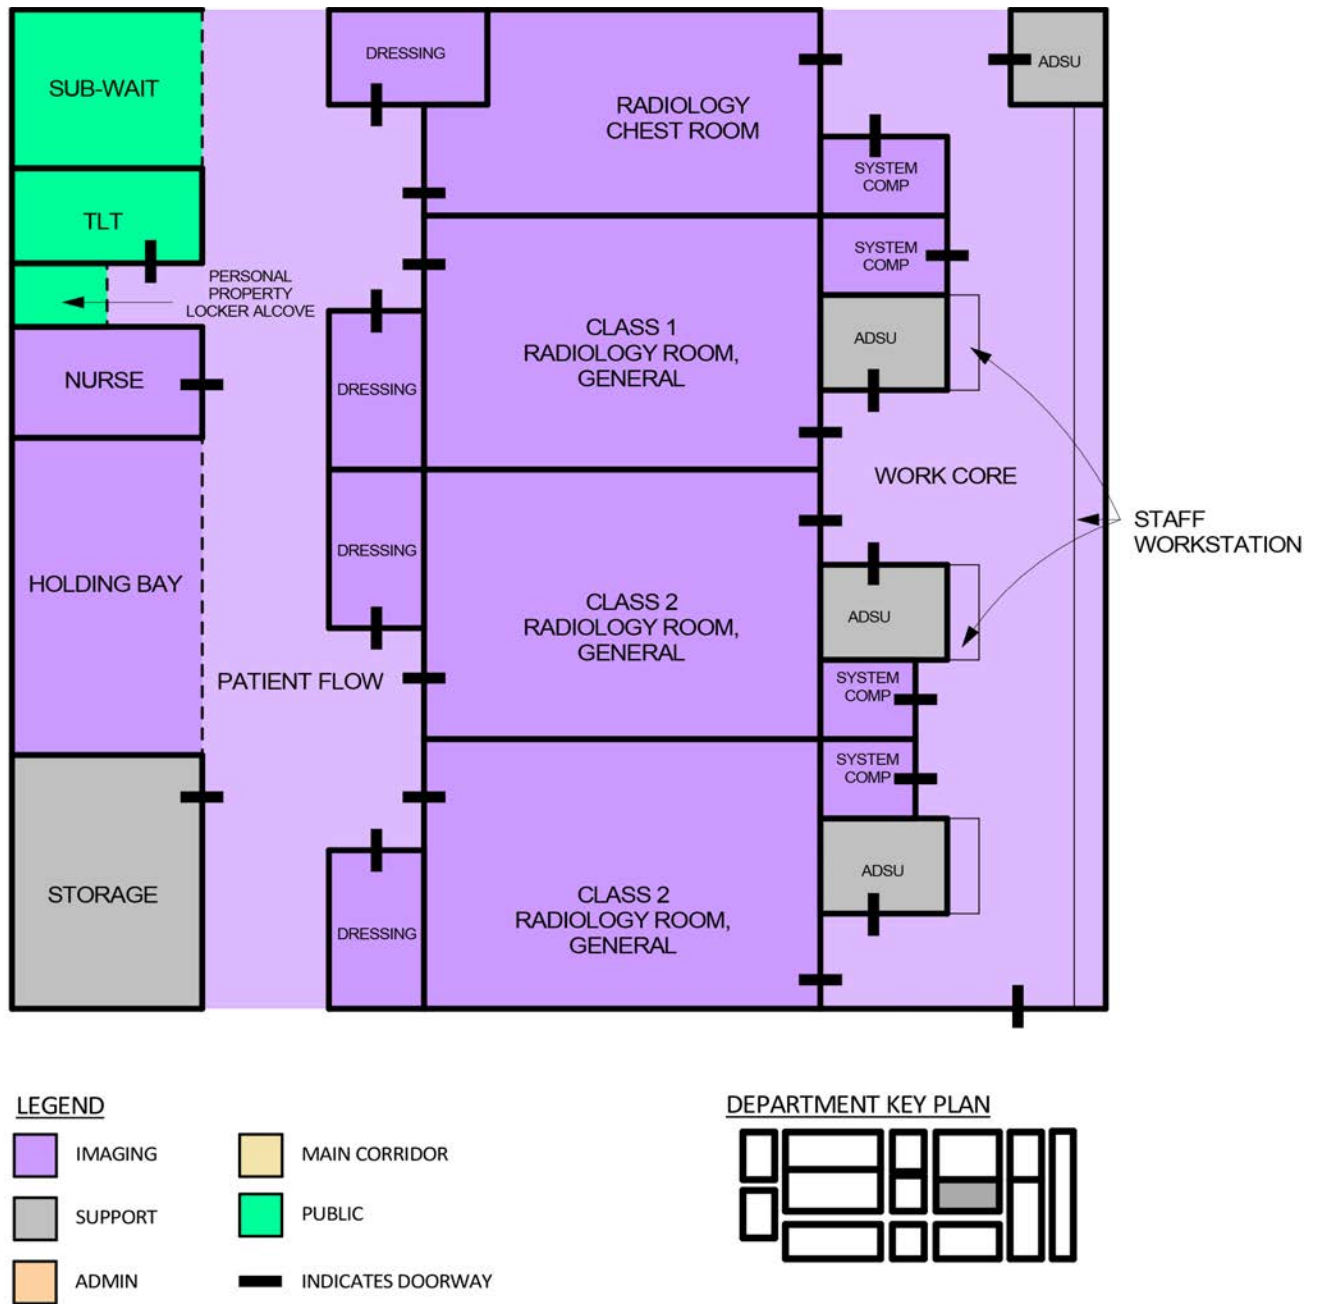 SUB-WAIT
TLT
PERSONAL
PROPERTY
LOCKER ALCOVE
NURSE
HOLDING BAY
PATIENT FLOW
STORAGE
DRESSING
DRESSING
DRESSING
DRESSING
RADIOLOGY
CHEST ROOM
CLASS 1
RADIOLOGY ROOM,
GENERAL
CLASS 2
RADIOLOGY ROOM,
GENERAL
CLASS 2
RADIOLOGY ROOM,
GENERAL
ADSU
SYSTEM
COMP
SYSTEM
COMP
ADSU
WORK CORE
STAFF
WORKSTATION
ADSU
SYSTEM
COMP
SYSTEM
COMP
ADSU
LEGEND
IMAGING
SUPPORT
ADMIN
MAIN CORRIDOR
PUBLIC
INDICATES DOORWAY
DEPARTMENT KEY PLAN